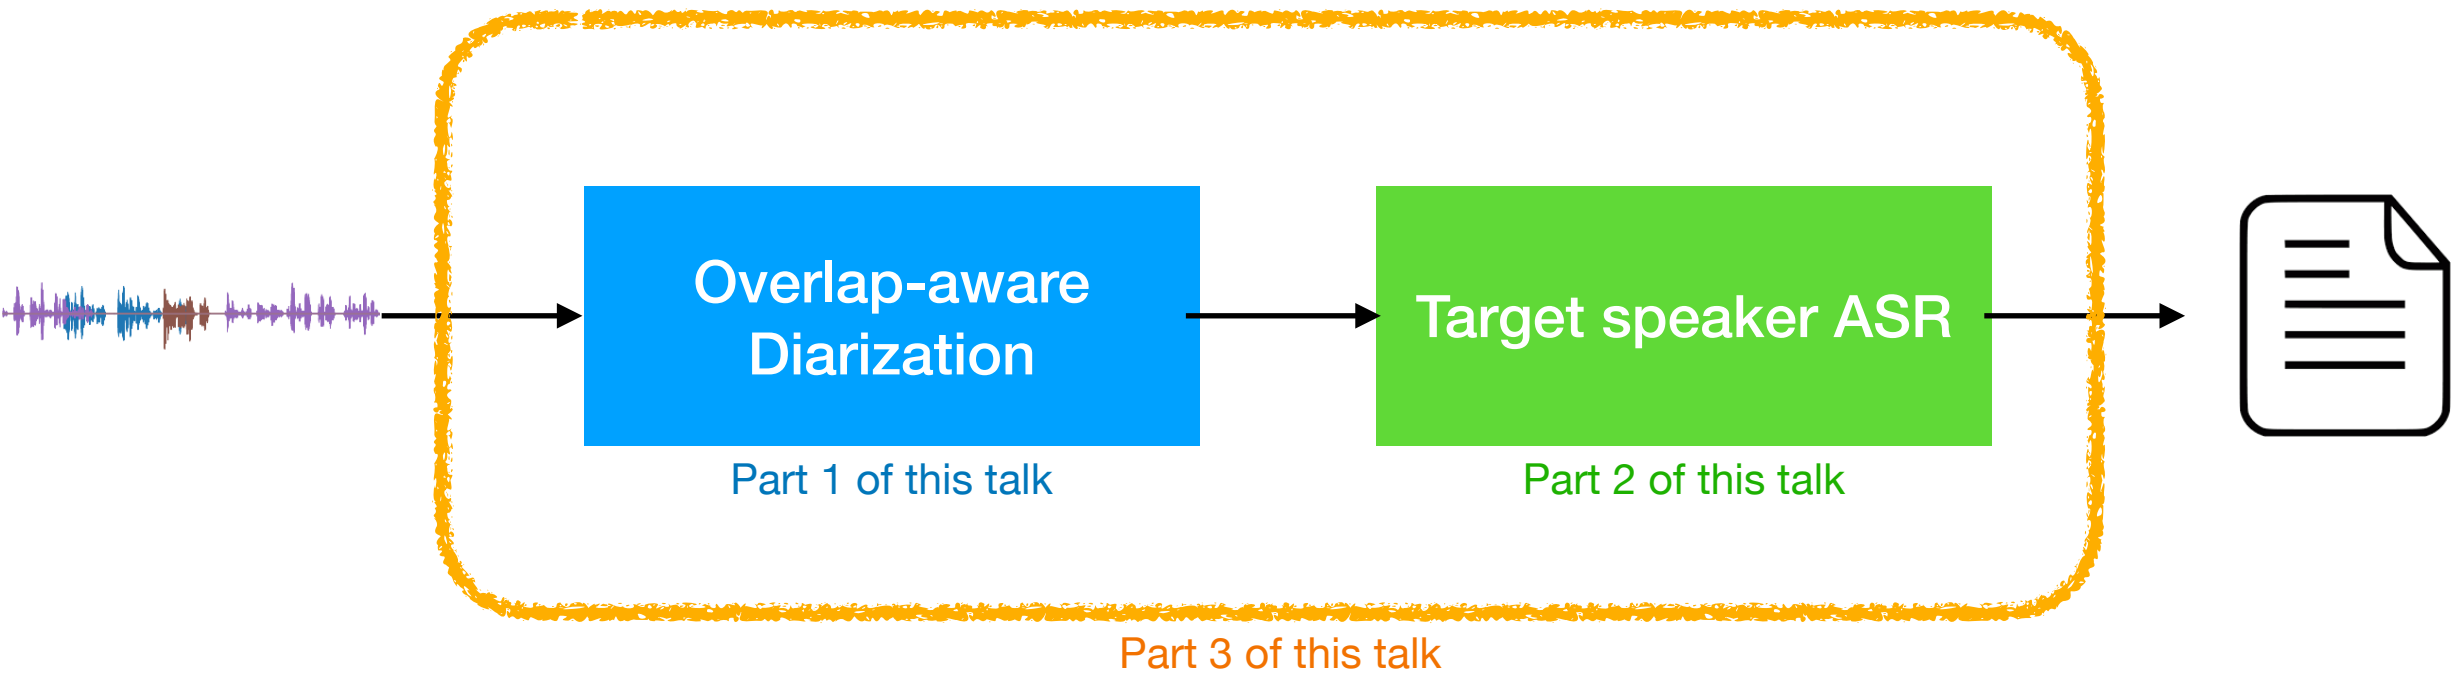 Overlap-aware
Diarization
Target speaker ASR
Part 1 of this talk
Part 2 of this talk
Part 3 of this talk